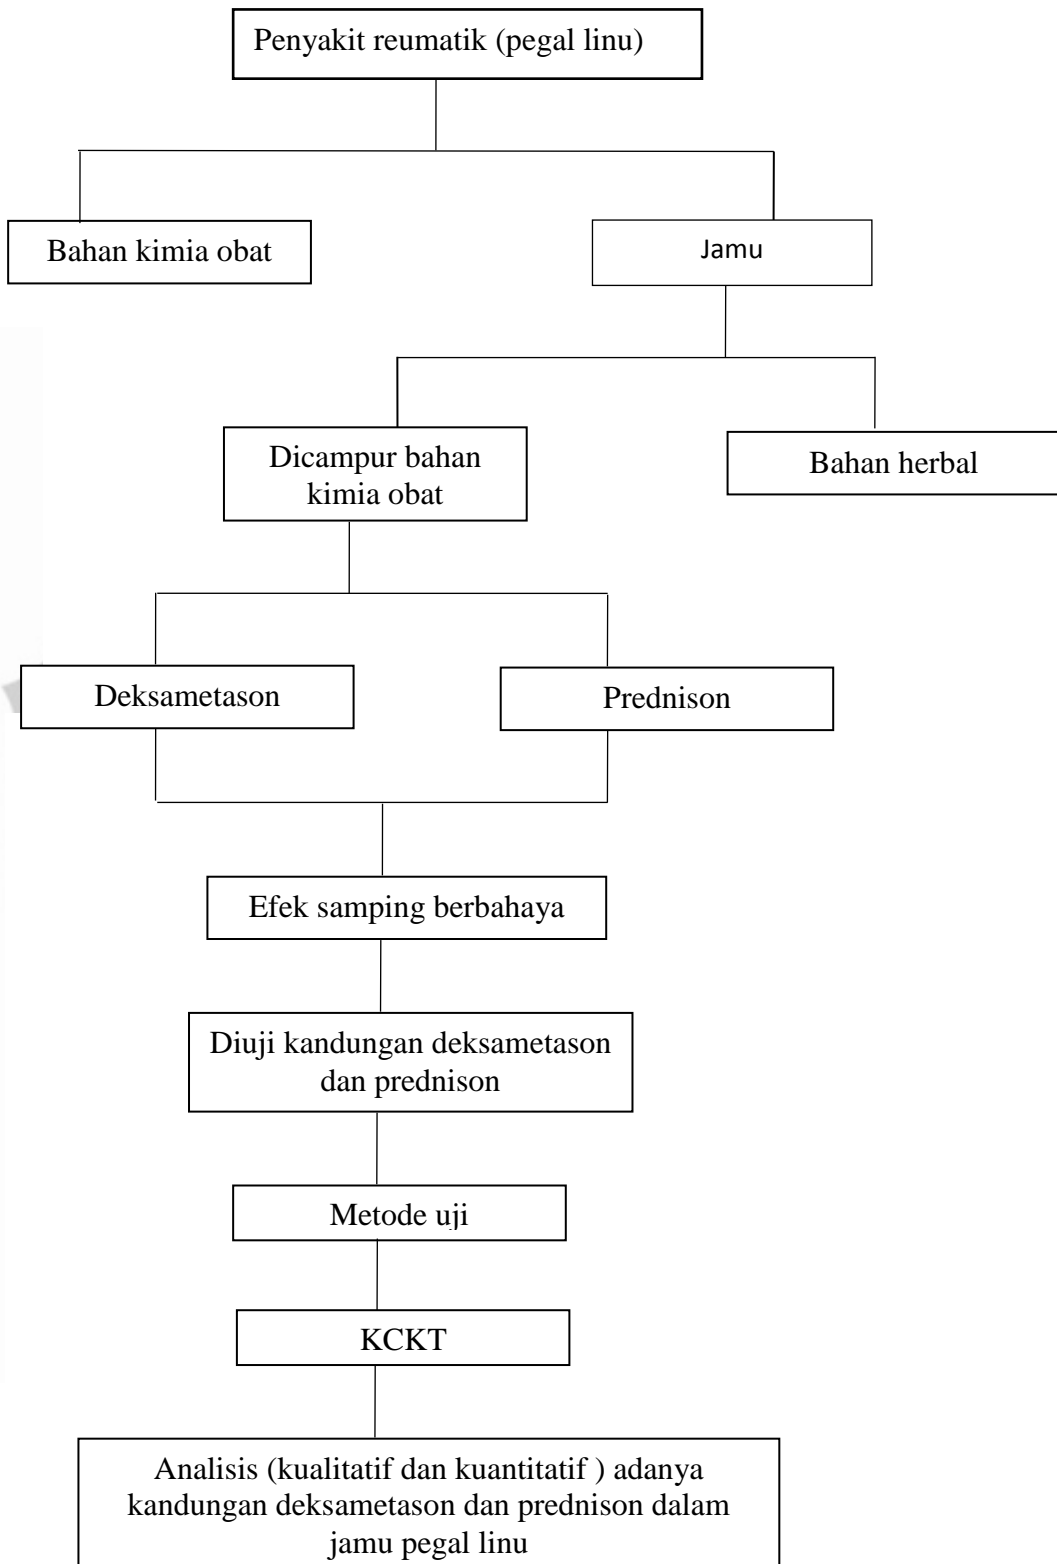 Penyakit reumatik (pegal linu)
Bahan kimia obat
Jamu
Dicampur bahan
kimia obat
Bahan herbal
Deksametason
Prednison
Efek samping berbahaya
Diuji kandungan deksametason
dan prednison
Metode uji
KCKT
Analisis (kualitatif dan kuantitatif ) adanya
kandungan deksametason dan prednison dalam
jamu pegal linu